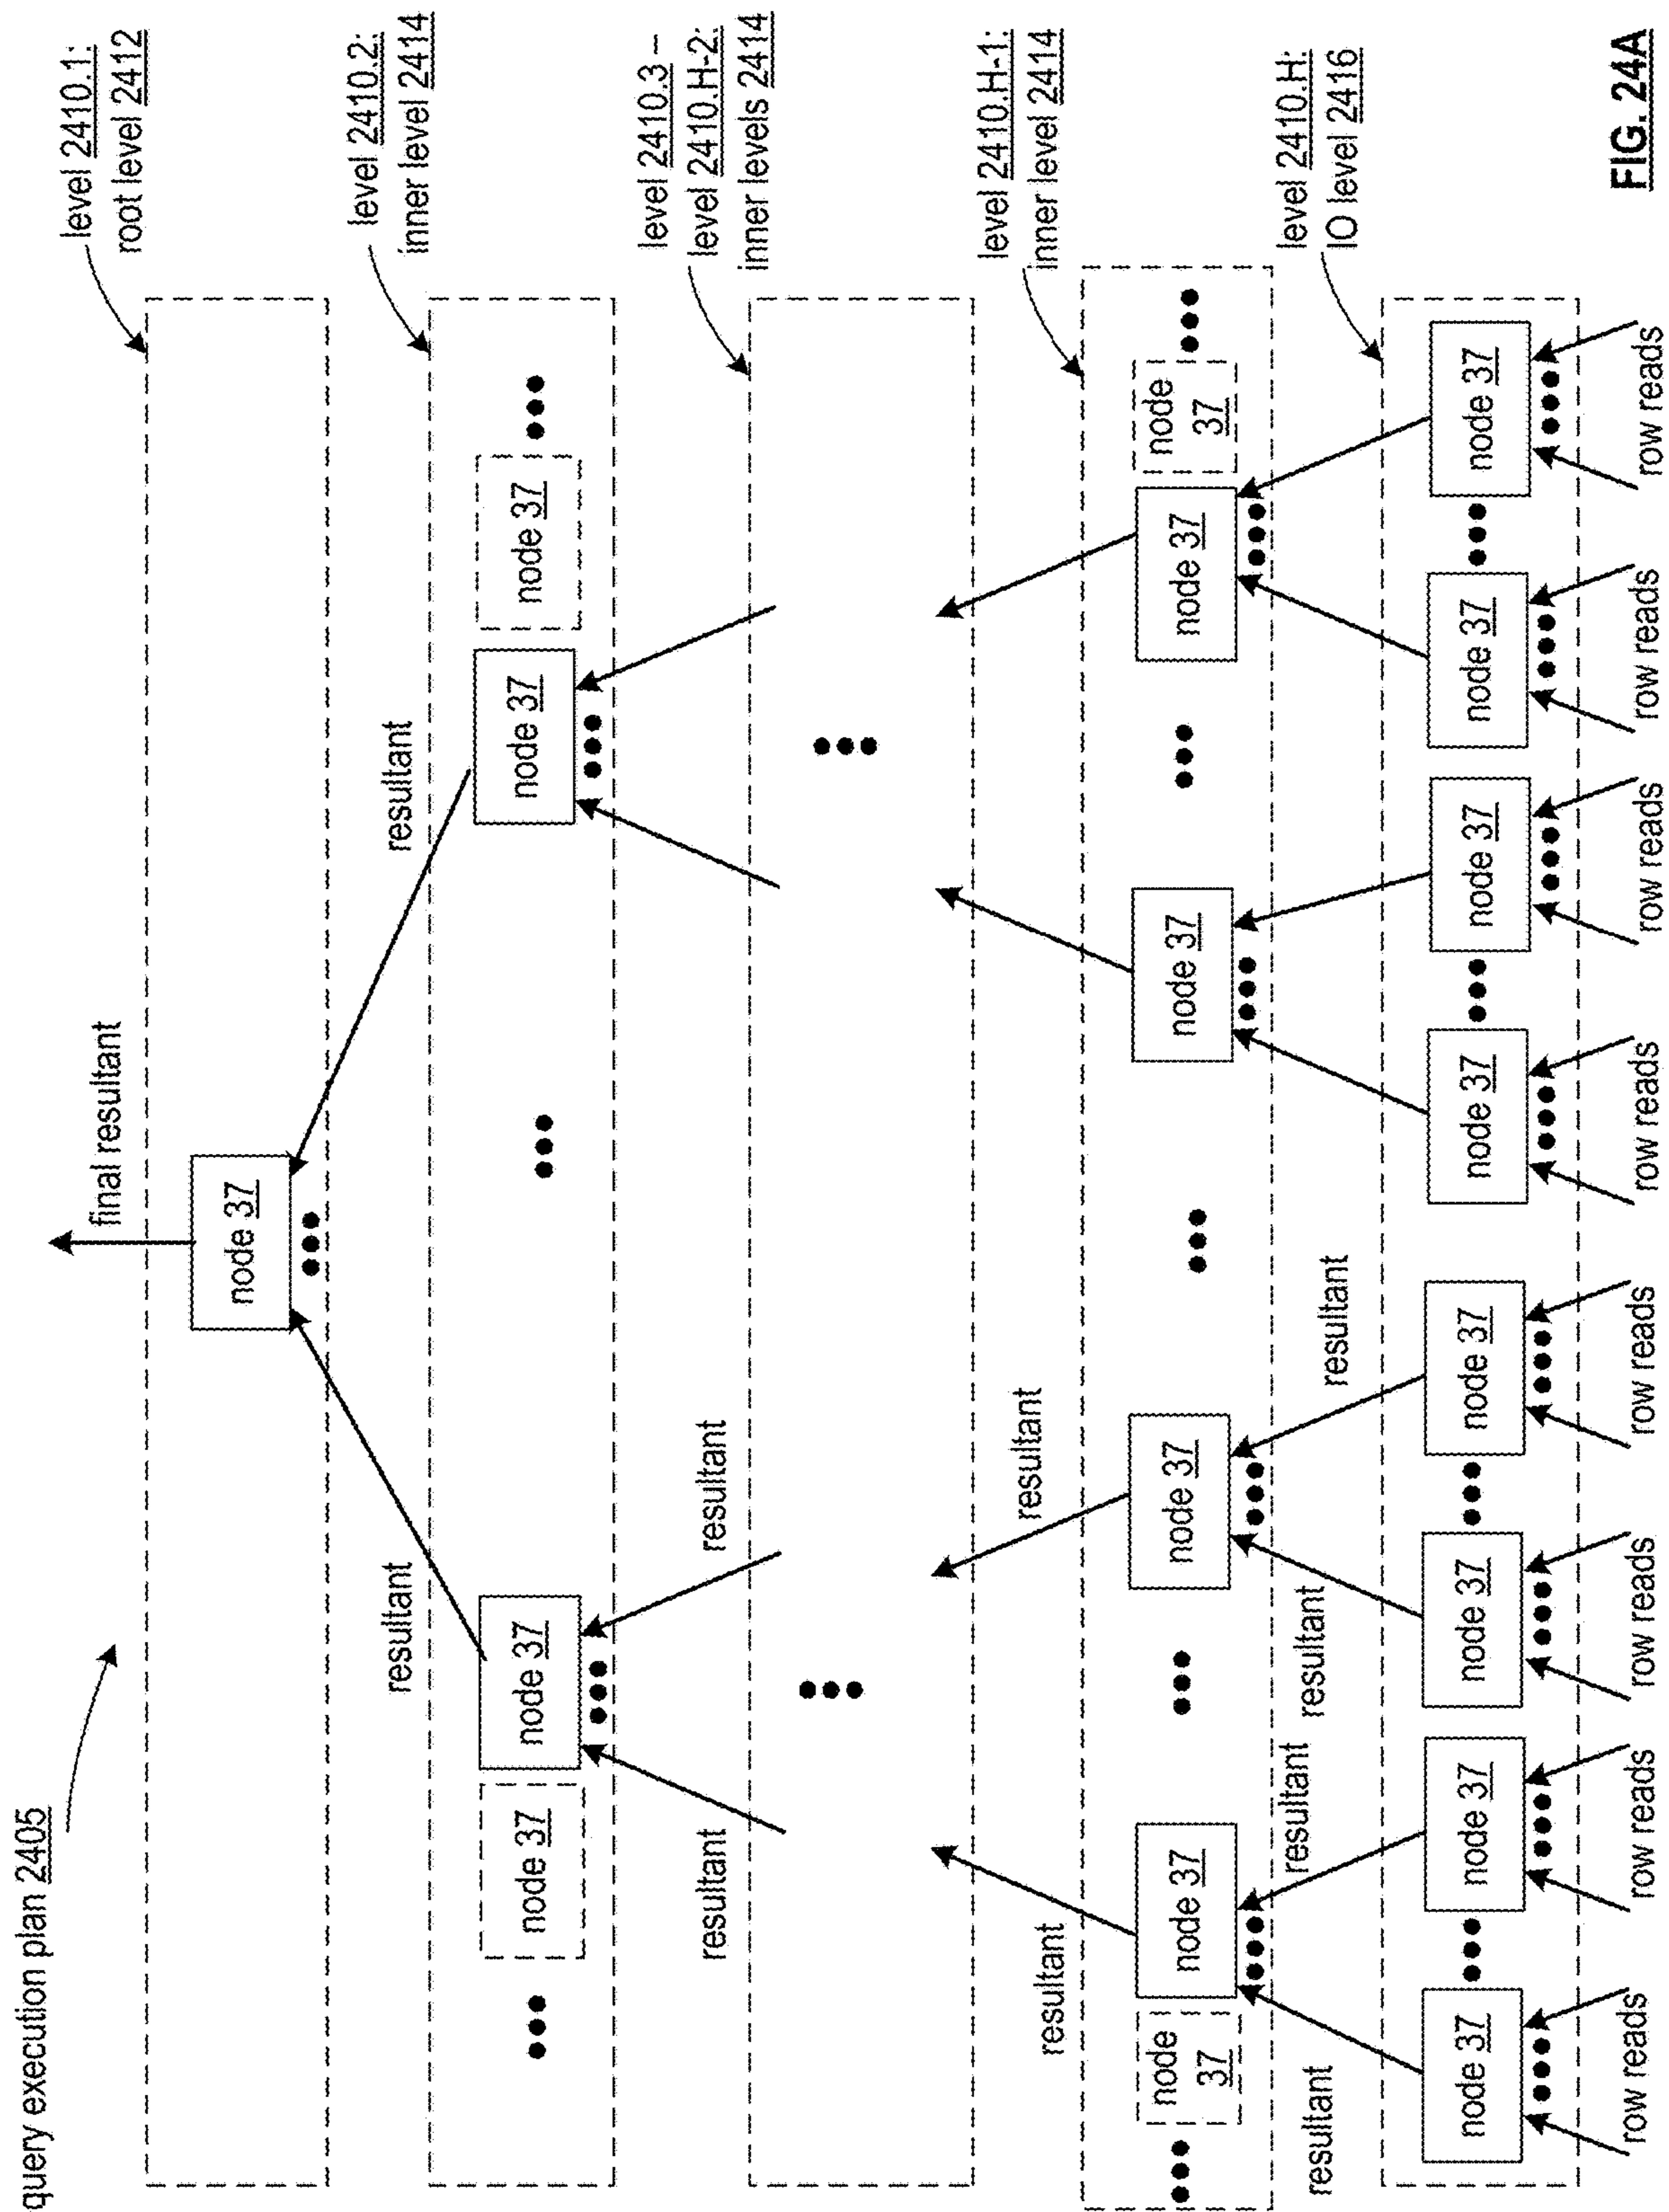 query execution plan 2405
final resultant
level 2410.1:
root level 2412
node 37
resultant
resultant
level 2410.2:
inner level 2414
node 37
node 37
node 37
node 37
resultant
resultant
level 2410.3 –
level 2410.H-2:
inner levels 2414
resultant
resultant
level 2410.H-1:
inner level 2414
node
37
node 37
node 37
node 37
node 37
node
37
resultant
resultant
resultant
resultant
level 2410.H:
IO level 2416
node 37
node 37
node 37
node 37
node 37
node 37
node 37
node 37
row reads
row reads
row reads
row reads
row reads
row reads
row reads
row reads
FIG. 24A